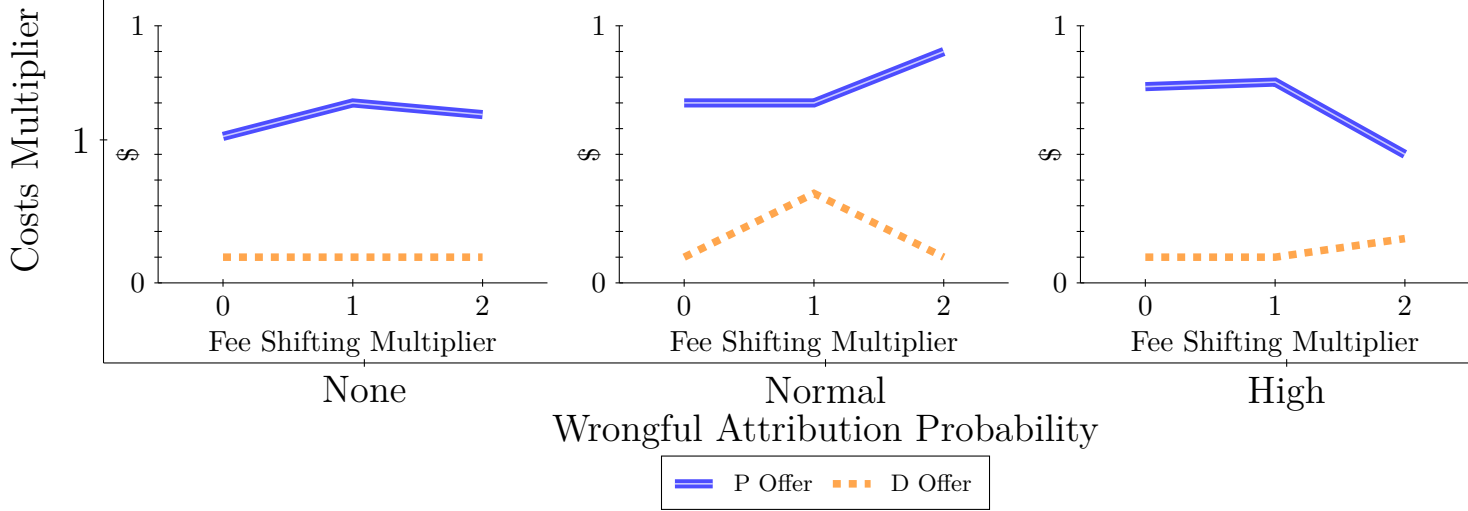 Costs Multiplier
1
1
$
0
0 1 2
Fee Shifting Multiplier
1
$
0
0 1 2
Fee Shifting Multiplier
1
$
0
0 1 2
Fee Shifting Multiplier
None
Normal
High
Wrongful Attribution Probability
P Offer
D Offer